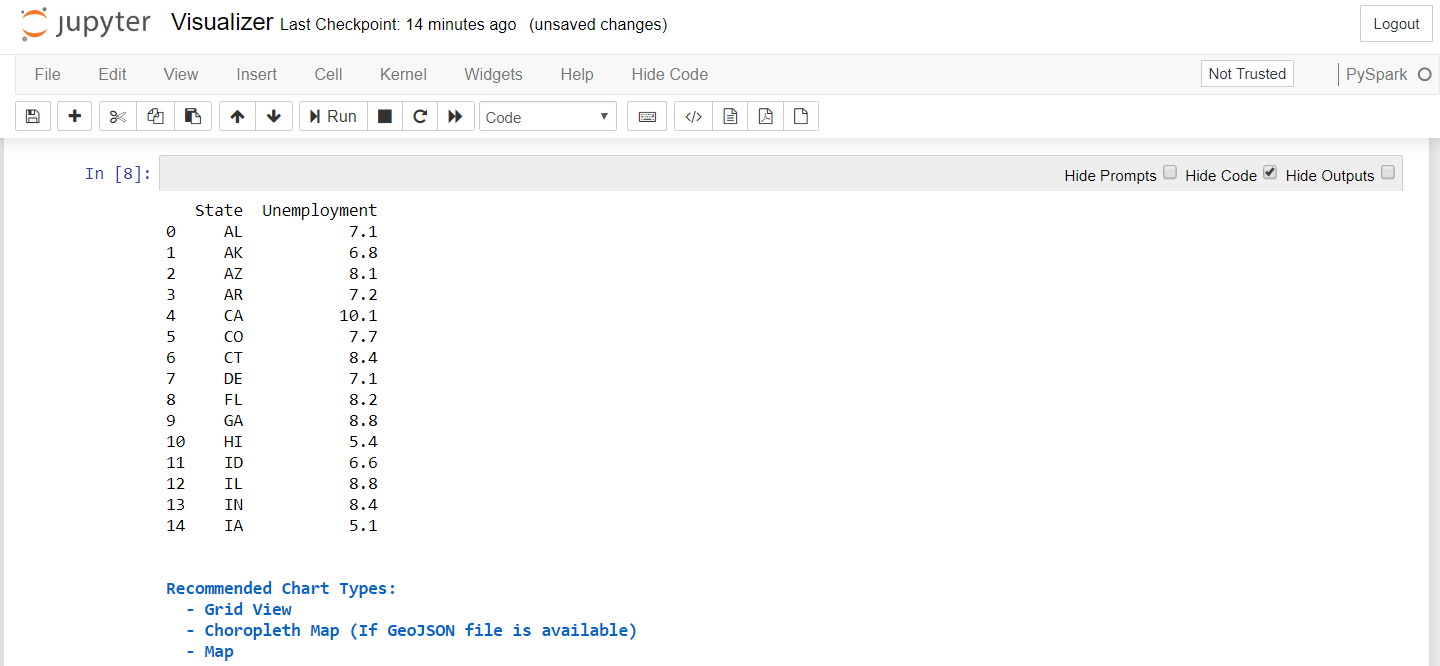 jupyter Visualizer Last Checkpoint: 14 minutes ago (unsaved changes) Logout
File Edit View Insert Cell Kernel Widgets Help Hide Code Not Trusted PySpark
Run Code
In [8]: Hide Prompts Hide Code Hide Outputs
State Unemployment
0 AL 7.1
1 AK 6.8
2 AZ 8.1
3 AR 7.2
4 CA 10.1
5 CO 7.7
6 CT 8.4
7 DE 7.1
8 FL 8.2
9 GA 8.8
10 HI 5.4
11 ID 6.6
12 IL 8.8
13 IN 8.4
14 IA 5.1
Recommended Chart Types:
- Grid View
- Choropleth Map (If GeoJSON file is available)
- Map